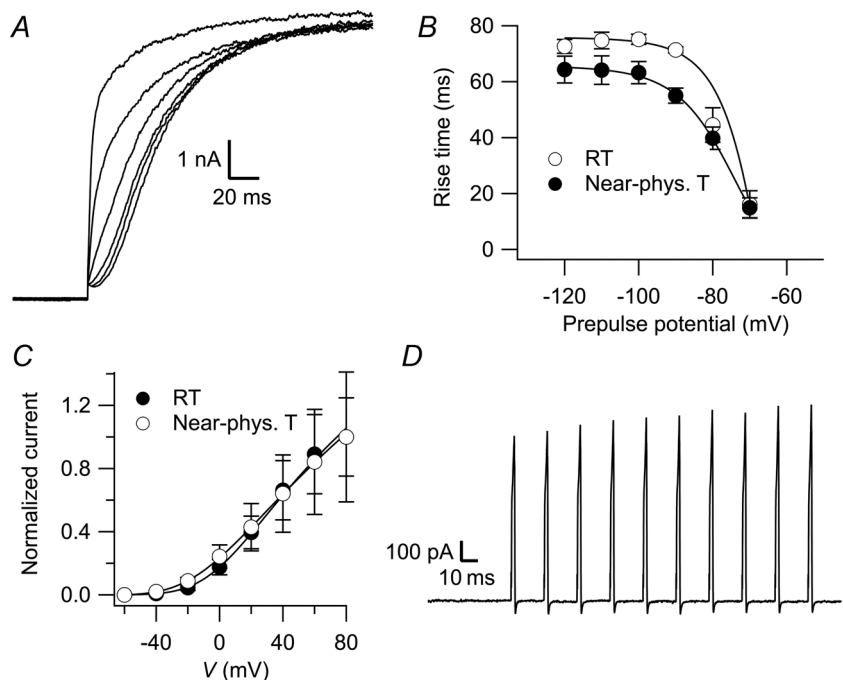 A
1 nA
20 ms
B
Rise time (ms)
80
60
40
20
0
RT
Near-phys. T
-120
-100
-80
-60
Prepulse potential (mV)
C
Normalized current
1.2
0.8
0.4
0.0
RT
Near-phys. T
-40
0
40
80
V (mV)
D
100 pA
10 ms